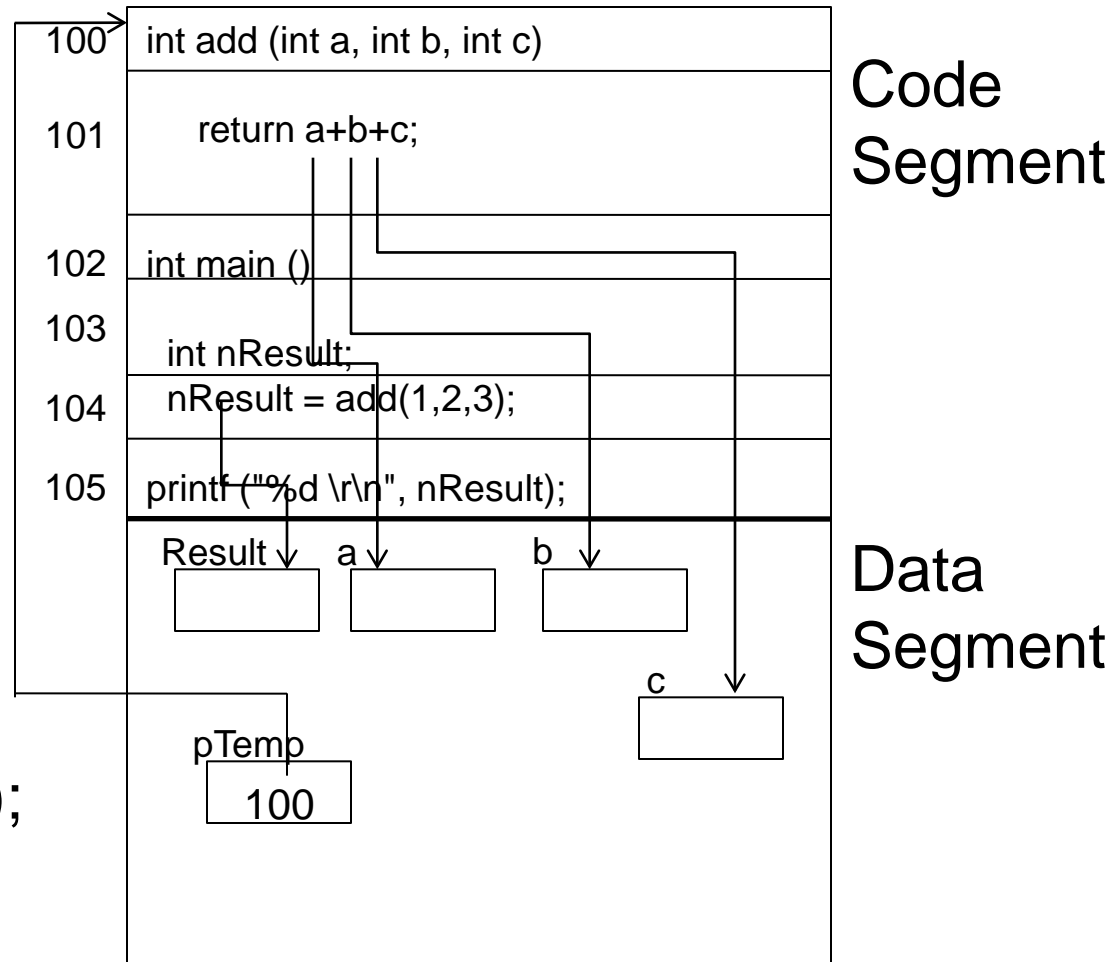 100 int add (int a, int b, int c)
101 return a+b+c;
102 int main ()
103 int nResult;
104 nResult = add(1,2,3);
105 printf ("%d \r\n", nResult);
Code
Segment
Result a b
c
pTemp
100
Data
Segment
);